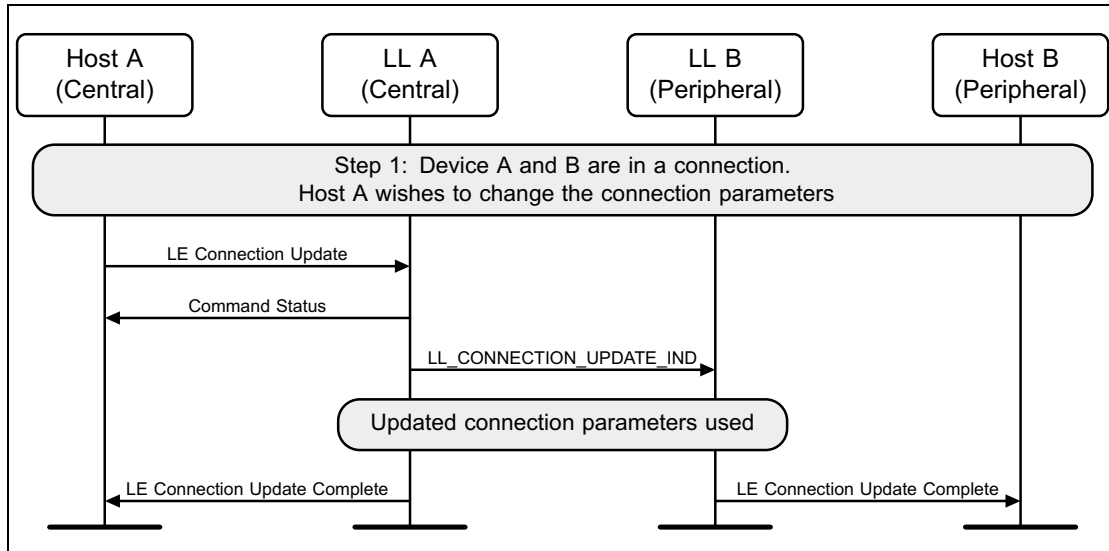 Host A
(Central)
LL A
(Central)
LL B
(Peripheral)
Host B
(Peripheral)
Step 1: Device A and B are in a connection.
Host A wishes to change the connection parameters
LE Connection Update
Command Status
LL_CONNECTION_UPDATE_IND
Updated connection parameters used
LE Connection Update Complete
LE Connection Update Complete